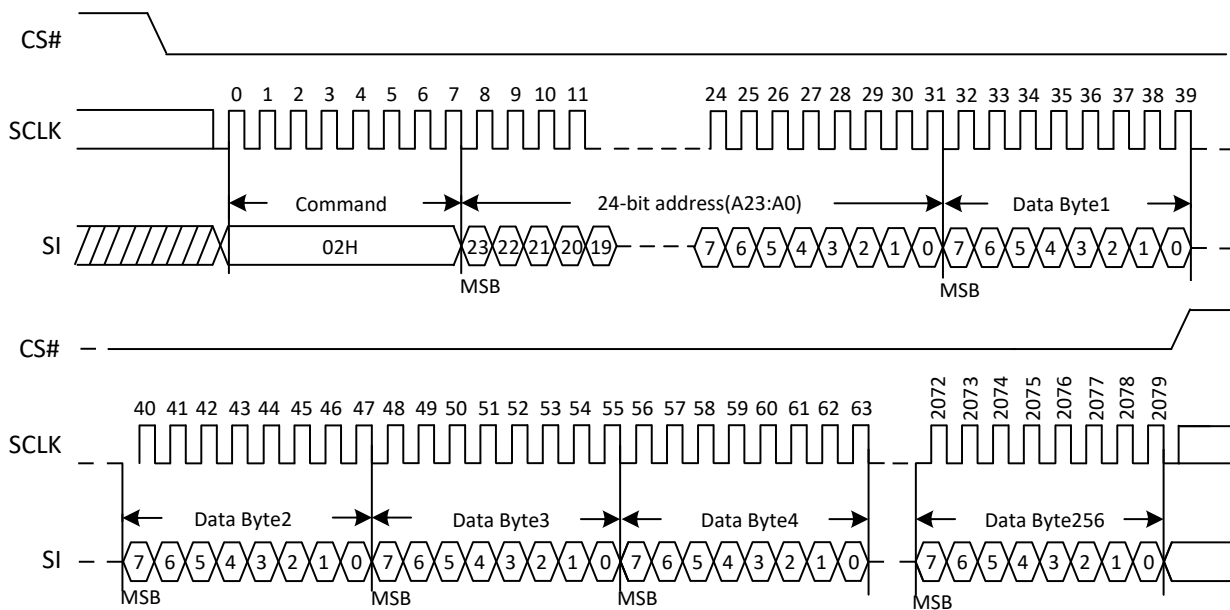 CS#
0 1 2 3 4 5 6 7 8 9 10 11 24 25 26 27 28 29 30 31 32 33 34 35 36 37 38 39
SCLK
Command 24-bit address(A23:A0) Data Byte1
SI 02H 23 22 21 20 19 7 6 5 4 3 2 1 0 7 6 5 4 3 2 1 0
MSB MSB
CS#
40 41 42 43 44 45 46 47 48 49 50 51 52 53 54 55 56 57 58 59 60 61 62 63 2072 2073 2074 2075 2076 2077 2078 2079
SCLK
Data Byte2 Data Byte3 Data Byte4 Data Byte256
SI 7 6 5 4 3 2 1 0 7 6 5 4 3 2 1 0 7 6 5 4 3 2 1 0 7 6 5 4 3 2 1 0
MSB MSB MSB MSB